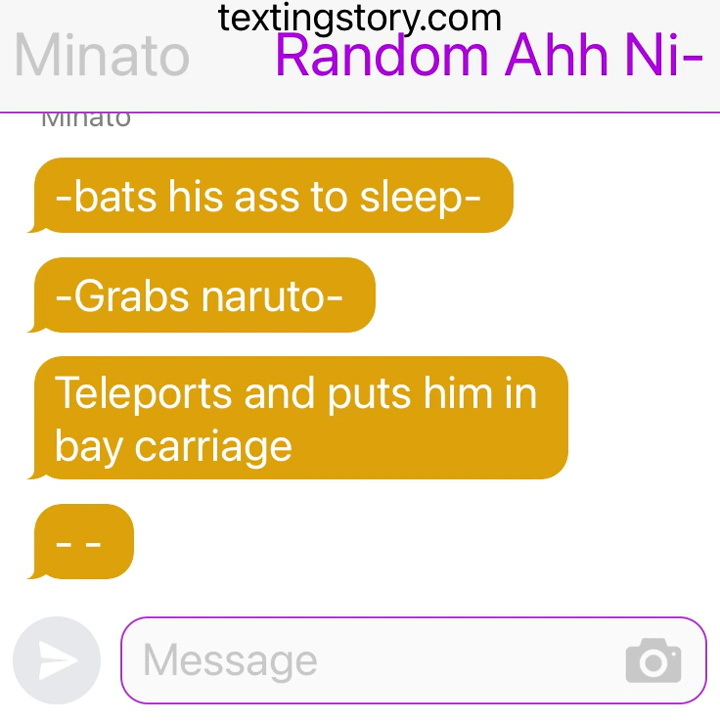 textingstory.com
Minato Random Ahh Ni-
Minato
-bats his ass to sleep-
-Grabs naruto-
Teleports and puts him in
bay carriage
- -
Message